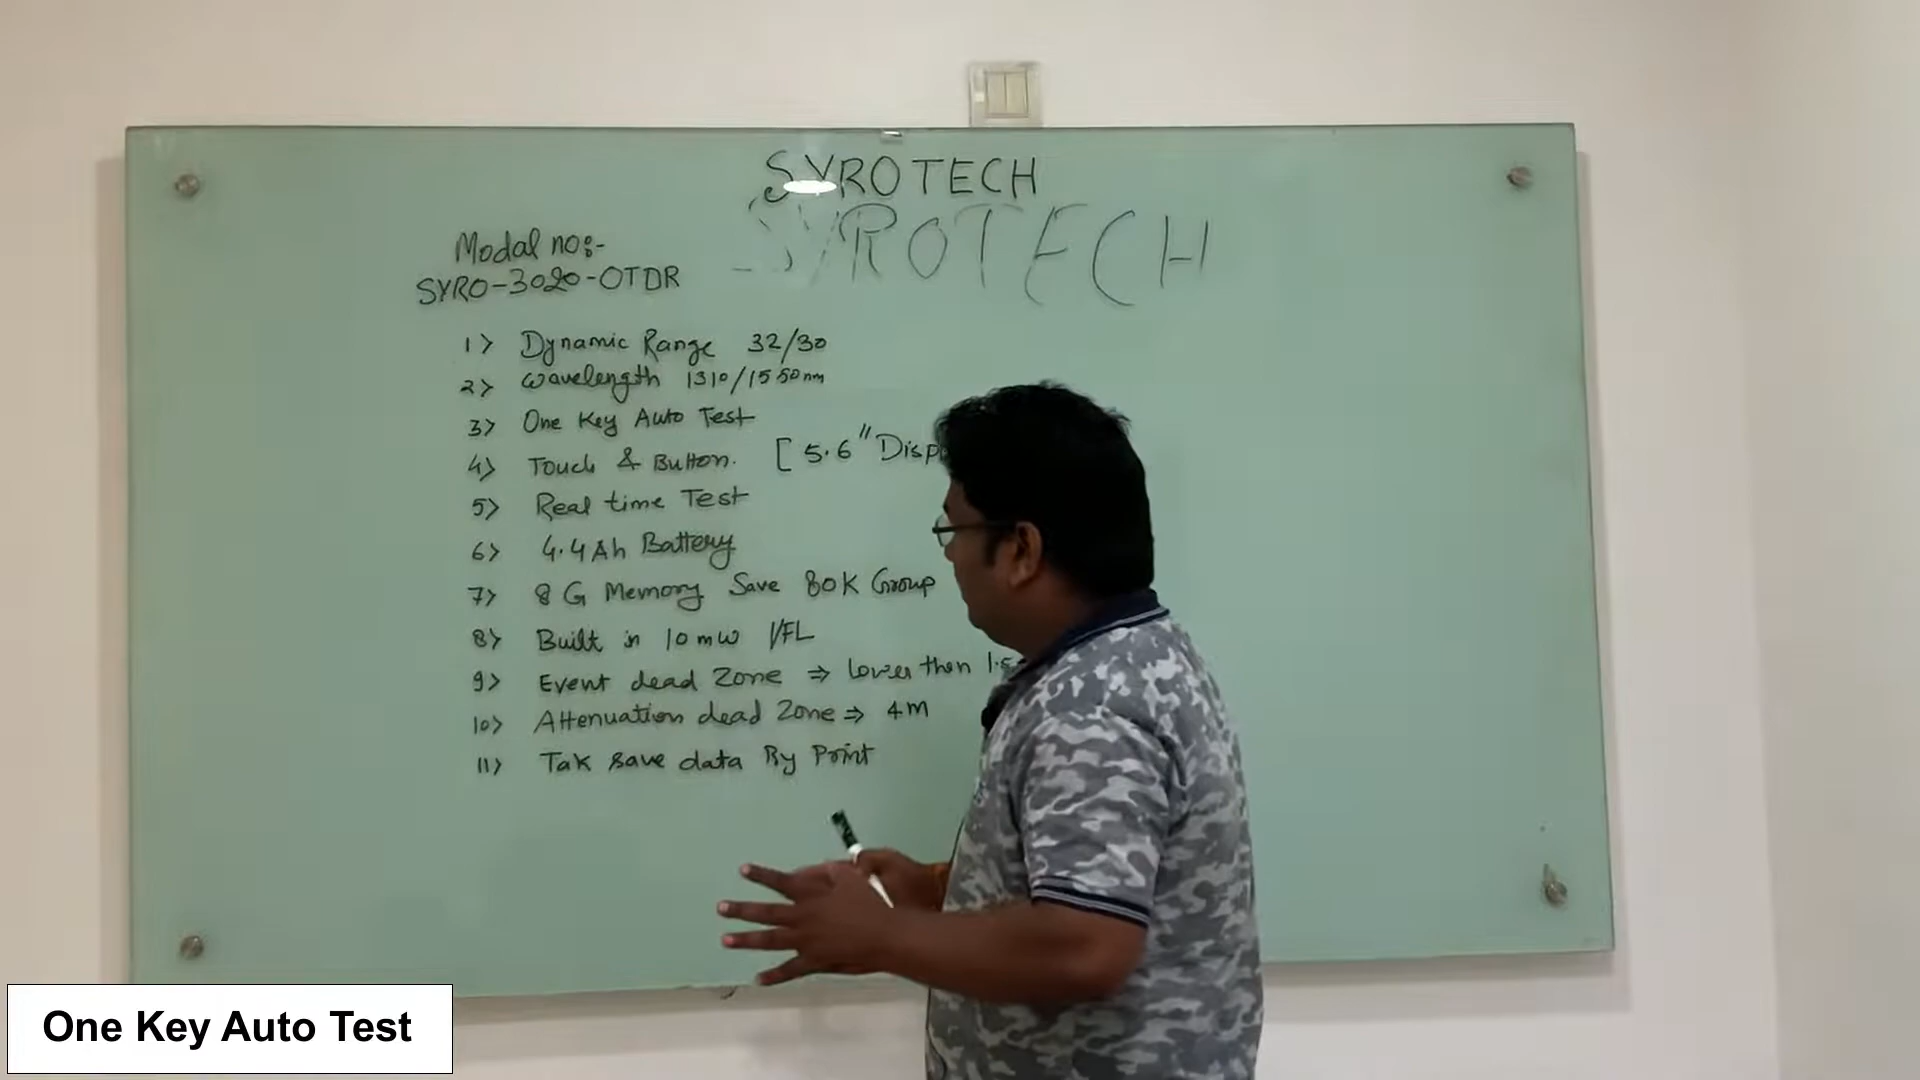 SYROTECH
SYROTECH
Modal no:-
SYRO-3020-OTDR
1> Dynamic Range 32/30
2> wavelength 1310/1550nm
3> One Key Auto Test
4> Touch & Button. [5.6" Disp
5> Real time Test
6> 4.4Ah Battery
7> 8 G Memory Save 80K Group
8> Built in 10mw VFL
9> Event dead Zone ⇒ lower then 1.5
10> Attenuation dead Zone ⇒ 4m
11> Tak save data By Print
One Key Auto Test